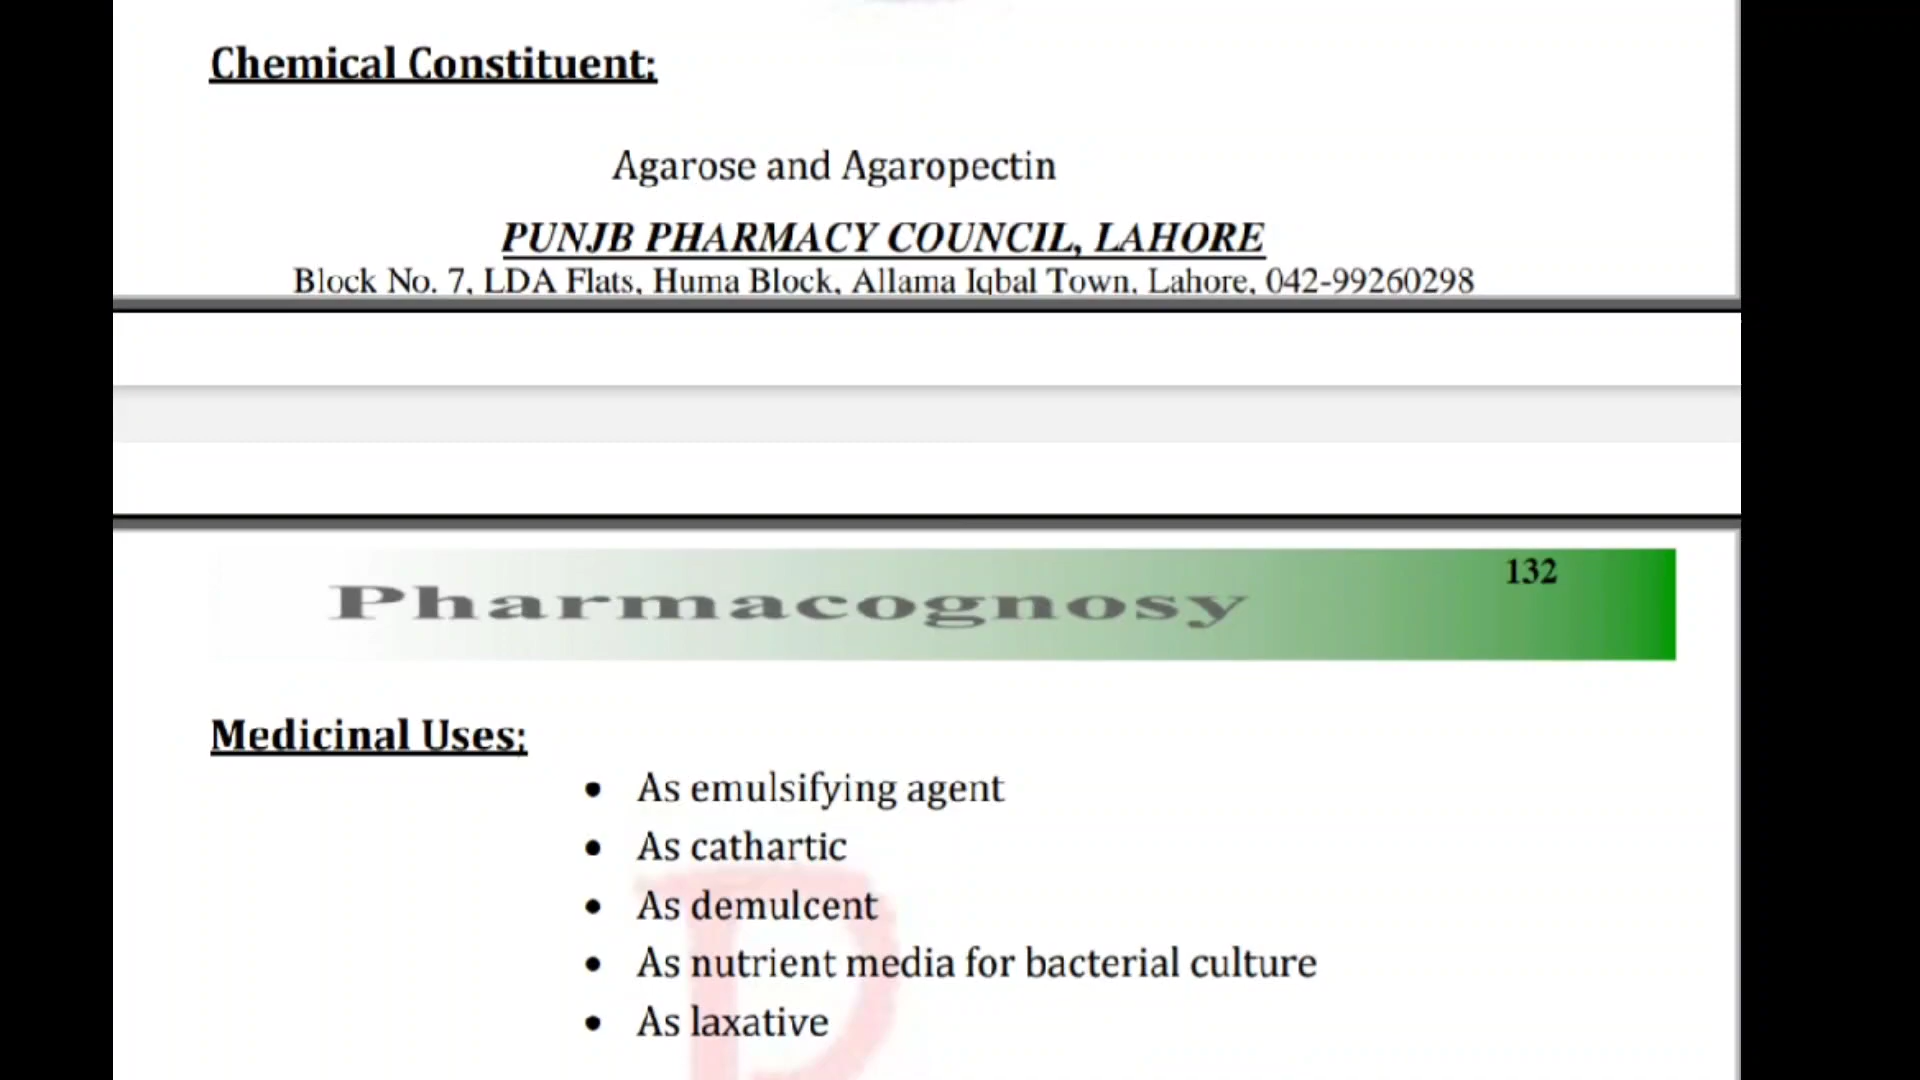 Chemical Constituent;
Agarose and Agaropectin
PUNJB PHARMACY COUNCIL, LAHORE
Block No. 7, LDA Flats, Huma Block, Allama Iqbal Town, Lahore, 042-99260298
132
Pharmacognosy
Medicinal Uses;
• As emulsifying agent
• As cathartic
• As demulcent
• As nutrient media for bacterial culture
• As laxative